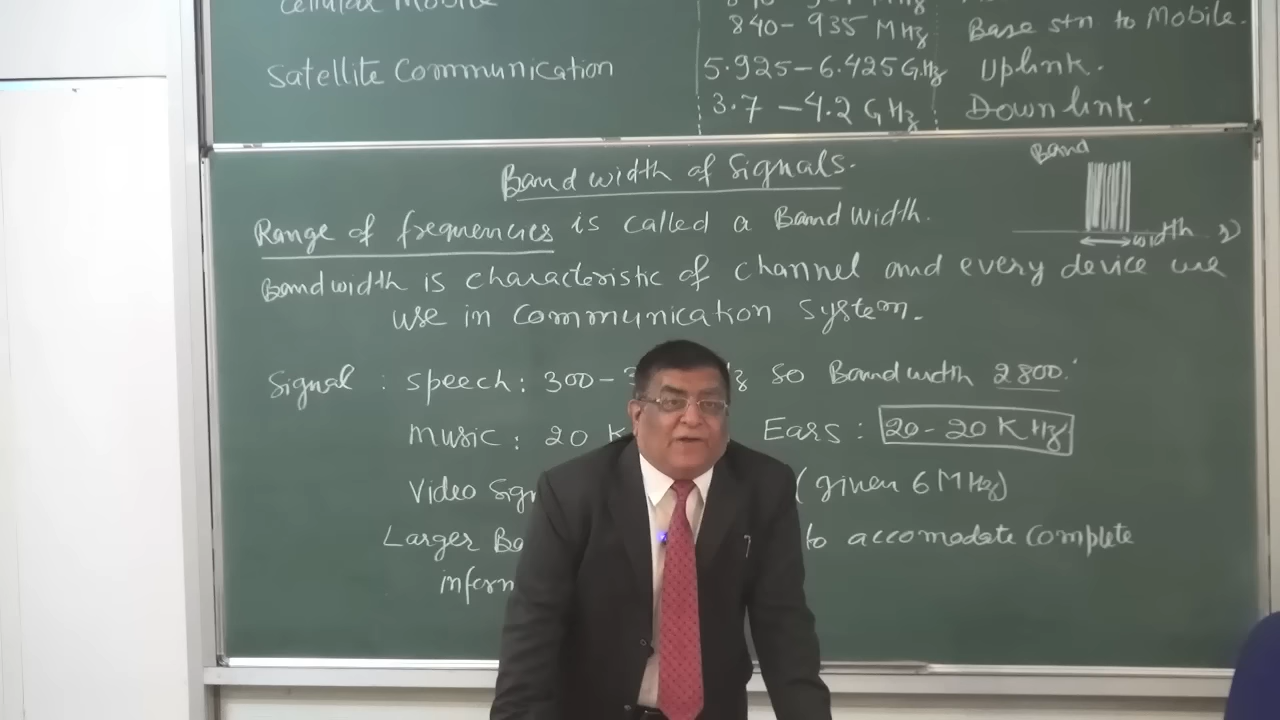 Cellular Mobile
840 - 935 MHz Base stn to Mobile.
Satellite Communication 5.925 - 6.425 GHz Uplink.
3.7 - 4.2 GHz Downlink.
Band width of Signals.
Band
width
Range of frequencies is called a Band Width.
Bandwidth is characteristic of channel and every device we
use in communication system.
Signal : Speech : 300 - so Bandwidth 2800.
Music : 20 K Ears : 20 - 20 KHz
Video (given 6 MHz)
Larger to accomodate complete